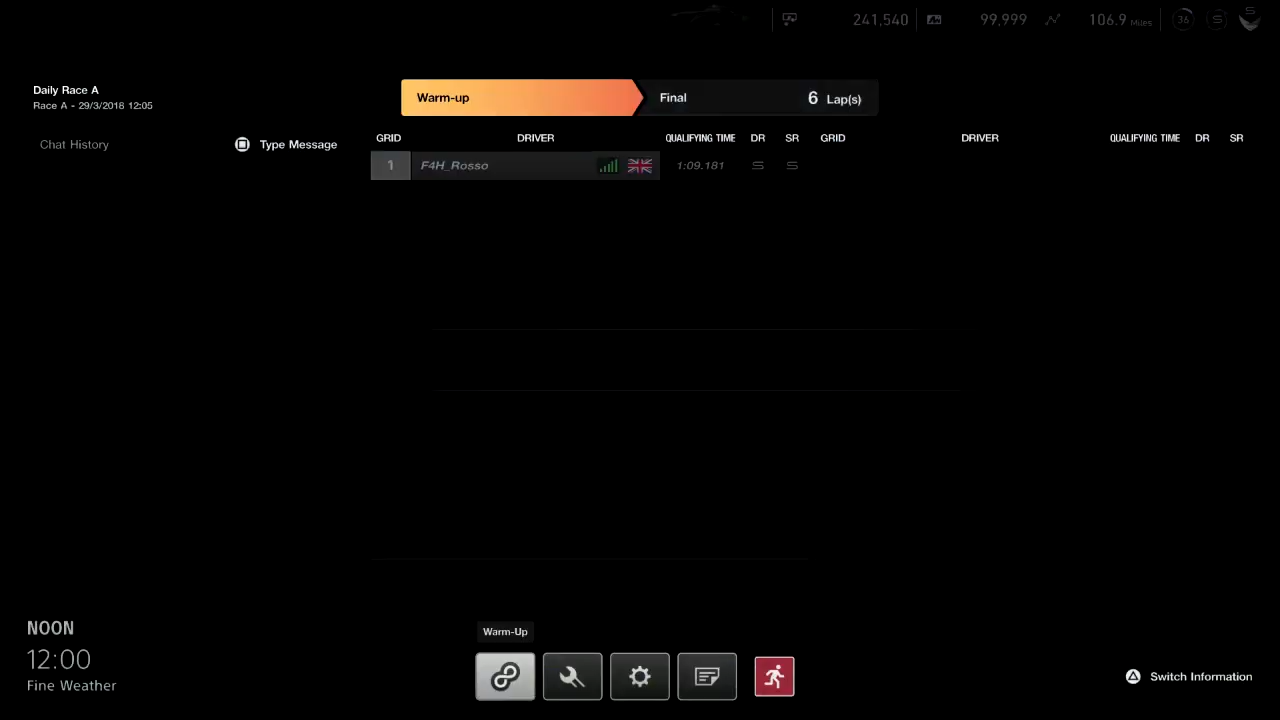 241,540 99,999 106.9 Miles 36 S S
Daily Race A
Race A - 29/3/2018 12:05
Warm-up Final 6 Lap(s)
Chat History Type Message
GRID DRIVER QUALIFYING TIME DR SR GRID DRIVER QUALIFYING TIME DR SR
1 F4H_Rosso 1:09.181 S S
NOON
12:00
Fine Weather
Warm-Up
Switch Information